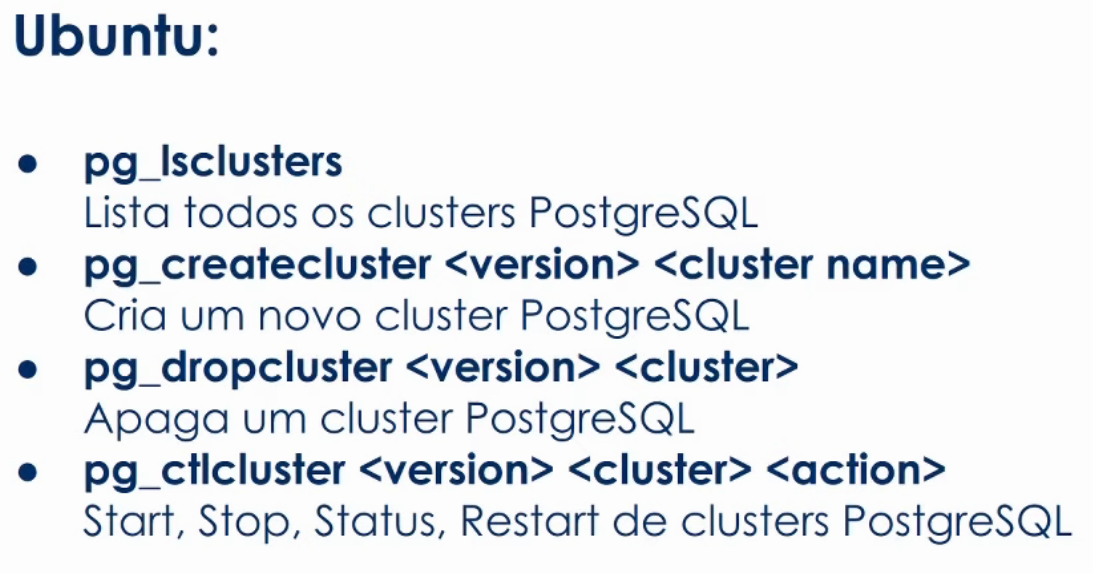 Ubuntu:
● pg_lsclusters
Lista todos os clusters PostgreSQL
● pg_createcluster <version> <cluster name>
Cria um novo cluster PostgreSQL
● pg_dropcluster <version> <cluster>
Apaga um cluster PostgreSQL
● pg_ctlcluster <version> <cluster> <action>
Start, Stop, Status, Restart de clusters PostgreSQL